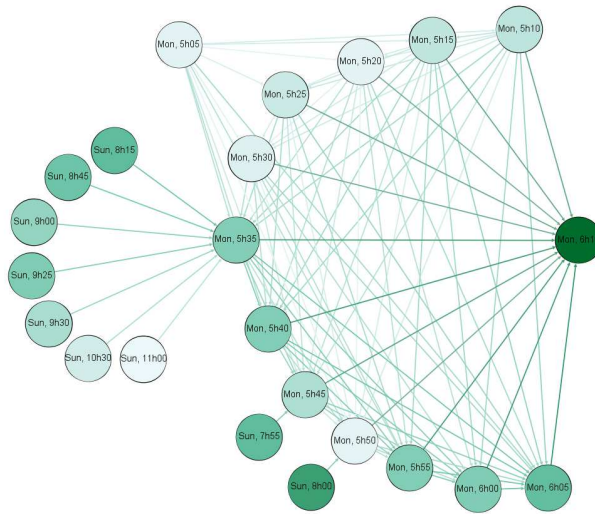 Mon, 5h10
Mon, 5h15
Mon, 5h05
Mon, 5h20
Mon, 5h25
Sun, 8h15
Mon, 5h30
Sun, 8h45
Sun, 9h00
Mon, 5h35
Mon, 6h1
Sun, 9h25
Sun, 9h30
Mon, 5h40
Sun, 10h30
Sun, 11h00
Mon, 5h45
Sun, 7h55
Mon, 5h50
Mon, 5h55
Sun, 8h00
Mon, 6h00
Mon, 6h05